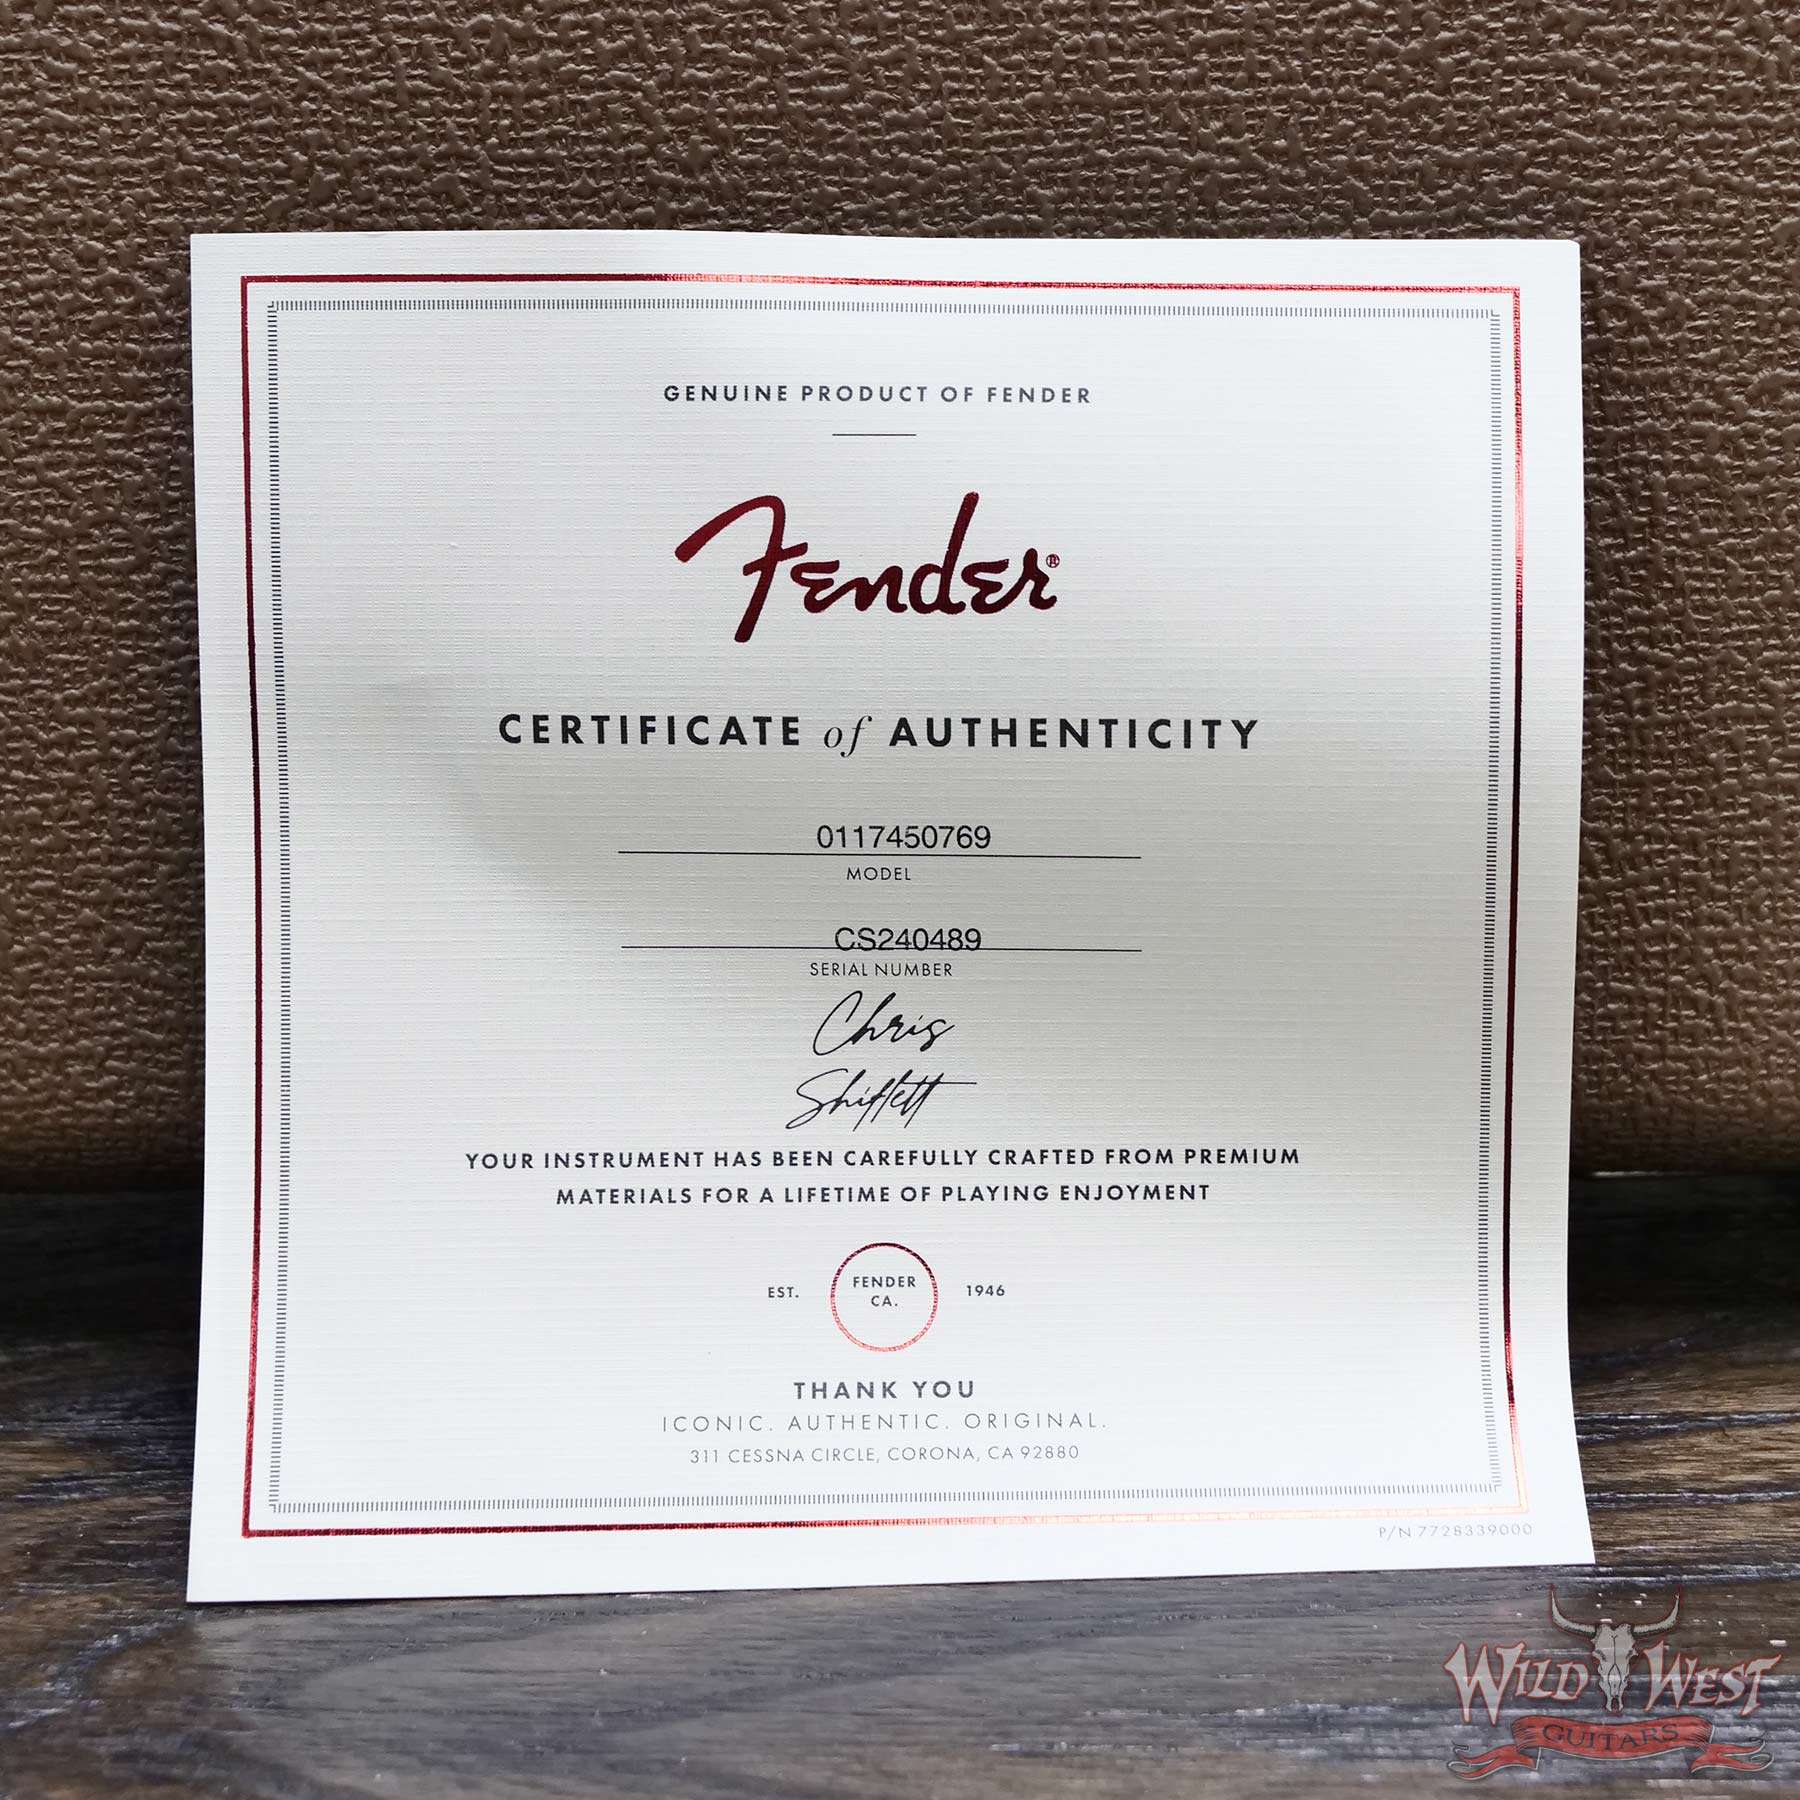 GENUINE PRODUCT OF FENDER
Fender®
CERTIFICATE of AUTHENTICITY
0117450769
MODEL
CS240489
SERIAL NUMBER
Chris
Shiflett
YOUR INSTRUMENT HAS BEEN CAREFULLY CRAFTED FROM PREMIUM
MATERIALS FOR A LIFETIME OF PLAYING ENJOYMENT
EST. FENDER CA. 1946
THANK YOU
ICONIC. AUTHENTIC. ORIGINAL.
311 CESSNA CIRCLE, CORONA, CA 92880
P/N 7728339000
WILD WEST
GUITARS